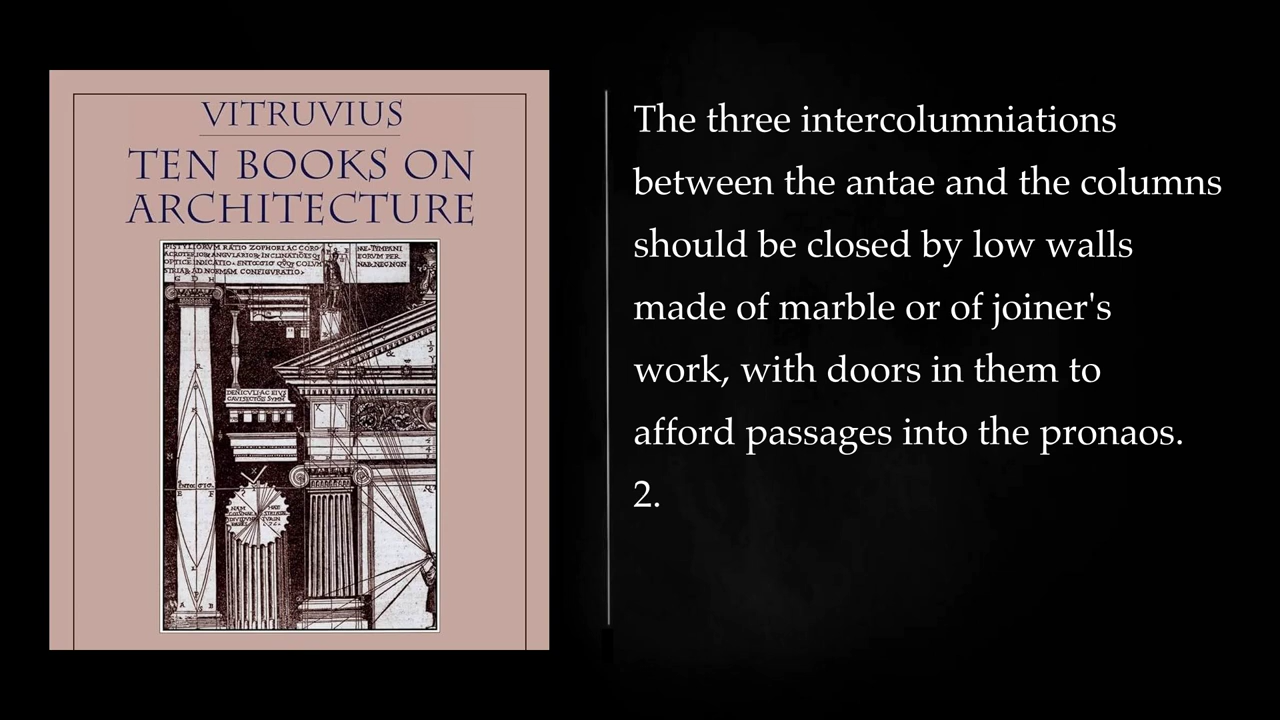 VITRUVIUS
TEN BOOKS ON
ARCHITECTURE
The three intercolumniations
between the antae and the columns
should be closed by low walls
made of marble or of joiner's
work, with doors in them to
afford passages into the pronaos.
2.